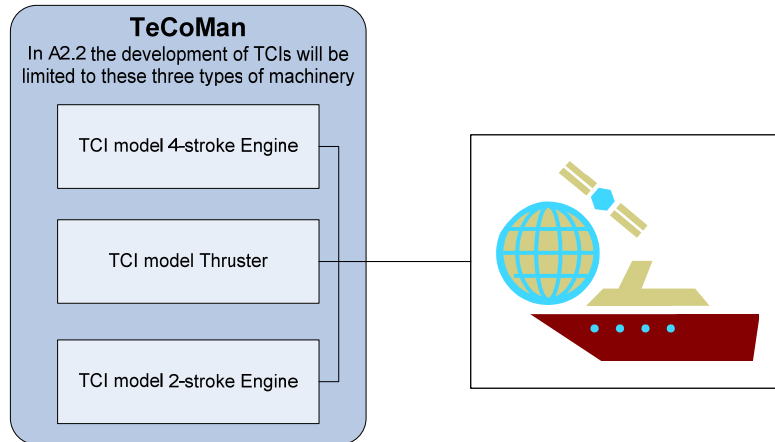 TeCoMan
In A2.2 the development of TCIs will be
limited to these three types of machinery
TCI model 4-stroke Engine
TCI model Thruster
TCI model 2-stroke Engine